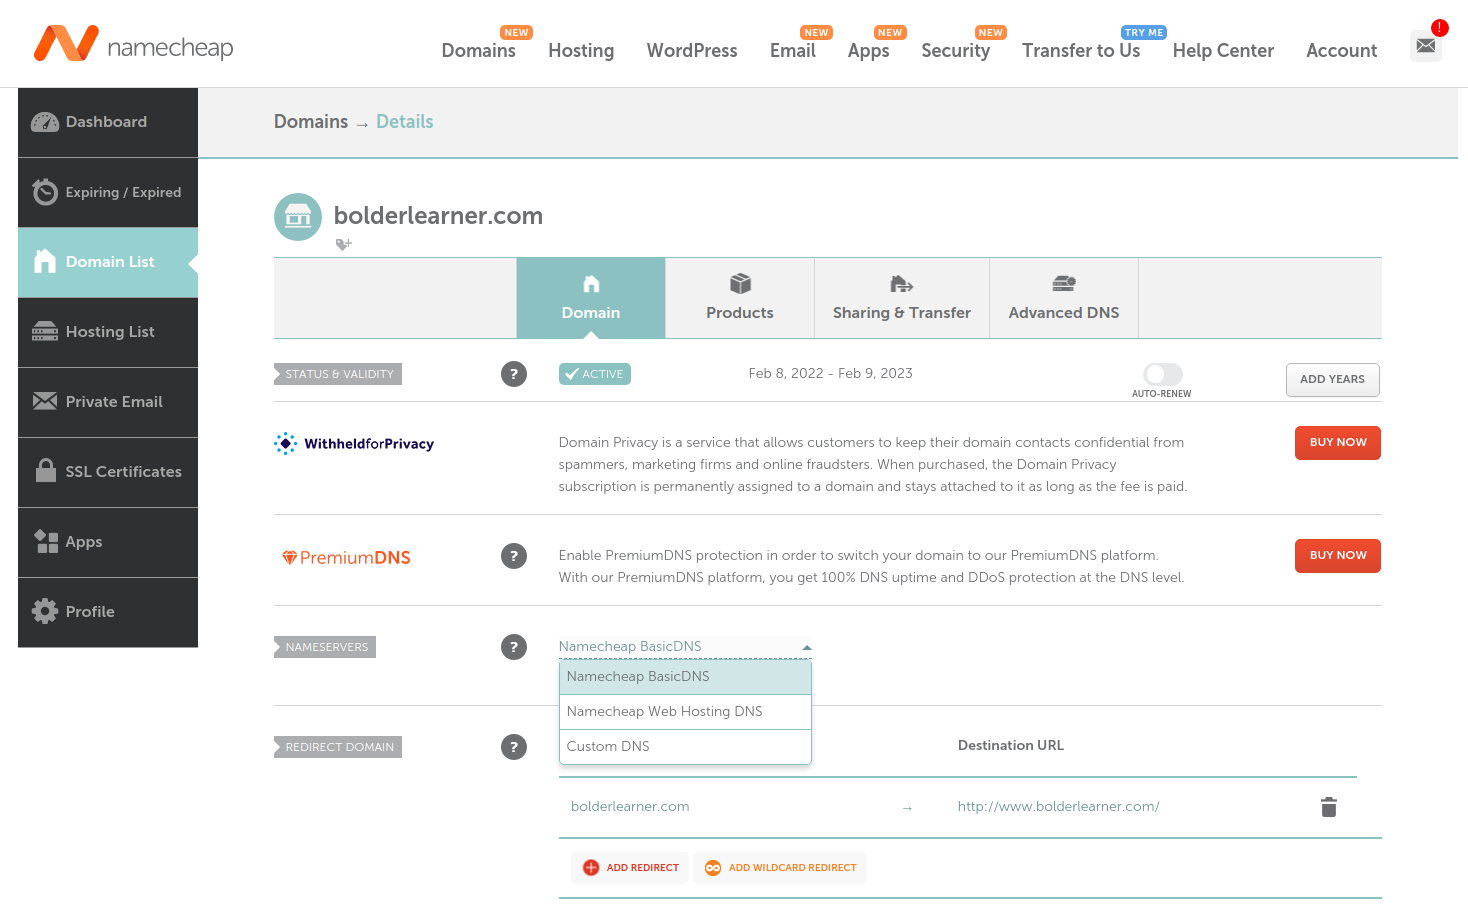 namecheap
Domains NEW
Hosting
WordPress
Email NEW
Apps NEW
Security NEW
Transfer to Us TRY ME
Help Center
Account
!
Dashboard
Expiring / Expired
Domain List
Hosting List
Private Email
SSL Certificates
Apps
Profile
Domains → Details
bolderlearner.com
Domain
Products
Sharing & Transfer
Advanced DNS
STATUS & VALIDITY
?
ACTIVE
Feb 8, 2022 - Feb 9, 2023
AUTO-RENEW
ADD YEARS
WithheldforPrivacy
Domain Privacy is a service that allows customers to keep their domain contacts confidential from
spammers, marketing firms and online fraudsters. When purchased, the Domain Privacy
subscription is permanently assigned to a domain and stays attached to it as long as the fee is paid.
BUY NOW
PremiumDNS
?
Enable PremiumDNS protection in order to switch your domain to our PremiumDNS platform.
With our PremiumDNS platform, you get 100% DNS uptime and DDoS protection at the DNS level.
BUY NOW
NAMESERVERS
?
Namecheap BasicDNS
Namecheap BasicDNS
Namecheap Web Hosting DNS
Custom DNS
REDIRECT DOMAIN
?
Destination URL
bolderlearner.com → http://www.bolderlearner.com/
ADD REDIRECT
ADD WILDCARD REDIRECT